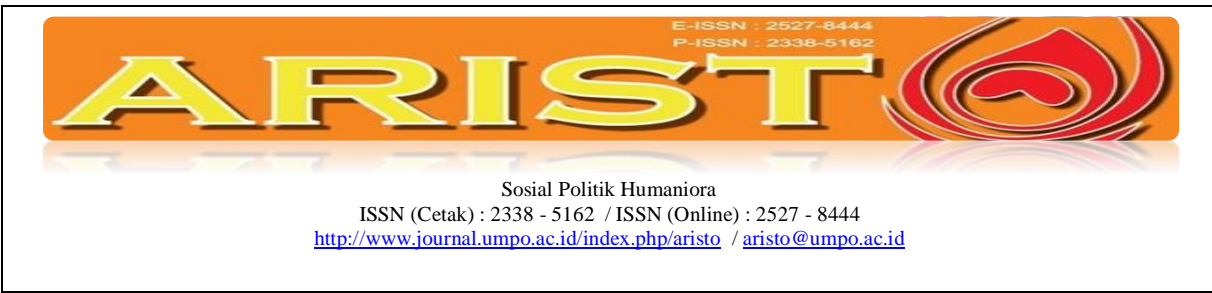 E-ISSN : 2527-8444
P-ISSN : 2338-5162
ARISTO
Sosial Politik Humaniora
ISSN (Cetak) : 2338 - 5162 / ISSN (Online) : 2527 - 8444
http://www.journal.umpo.ac.id/index.php/aristo / aristo@umpo.ac.id